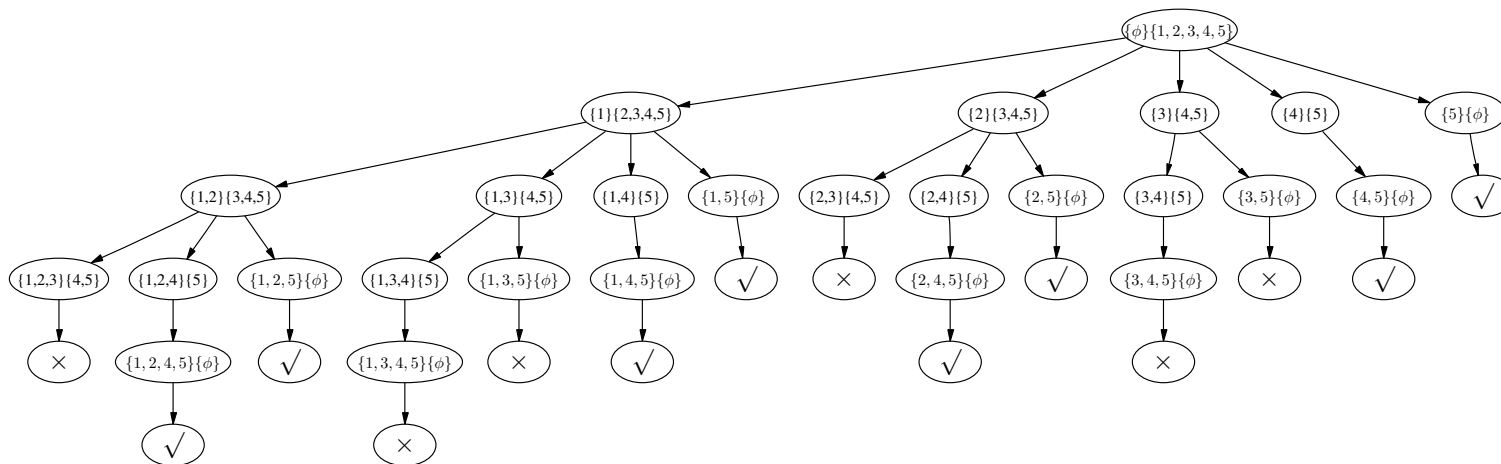 {ϕ}{1, 2, 3, 4, 5}
{1}{2,3,4,5}
{2}{3,4,5}
{3}{4,5}
{4}{5}
{5}{ϕ}
{1,2}{3,4,5}
{1,3}{4,5}
{1,4}{5}
{1, 5}{ϕ}
{2,3}{4,5}
{2,4}{5}
{2, 5}{ϕ}
{3,4}{5}
{3, 5}{ϕ}
{4, 5}{ϕ}
√
{1,2,3}{4,5}
{1,2,4}{5}
{1, 2, 5}{ϕ}
{1,3,4}{5}
{1, 3, 5}{ϕ}
{1, 4, 5}{ϕ}
√
×
{2, 4, 5}{ϕ}
√
{3, 4, 5}{ϕ}
×
√
×
{1, 2, 4, 5}{ϕ}
√
{1, 3, 4, 5}{ϕ}
×
√
√
×
√
×